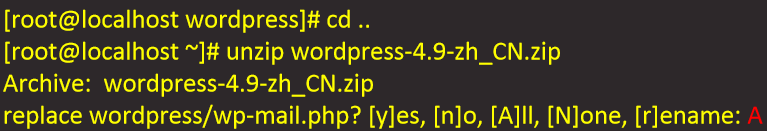 [root@localhost wordpress]# cd ..
[root@localhost ~]# unzip wordpress-4.9-zh_CN.zip
Archive:  wordpress-4.9-zh_CN.zip
replace wordpress/wp-mail.php? [y]es, [n]o, [A]ll, [N]one, [r]ename: A